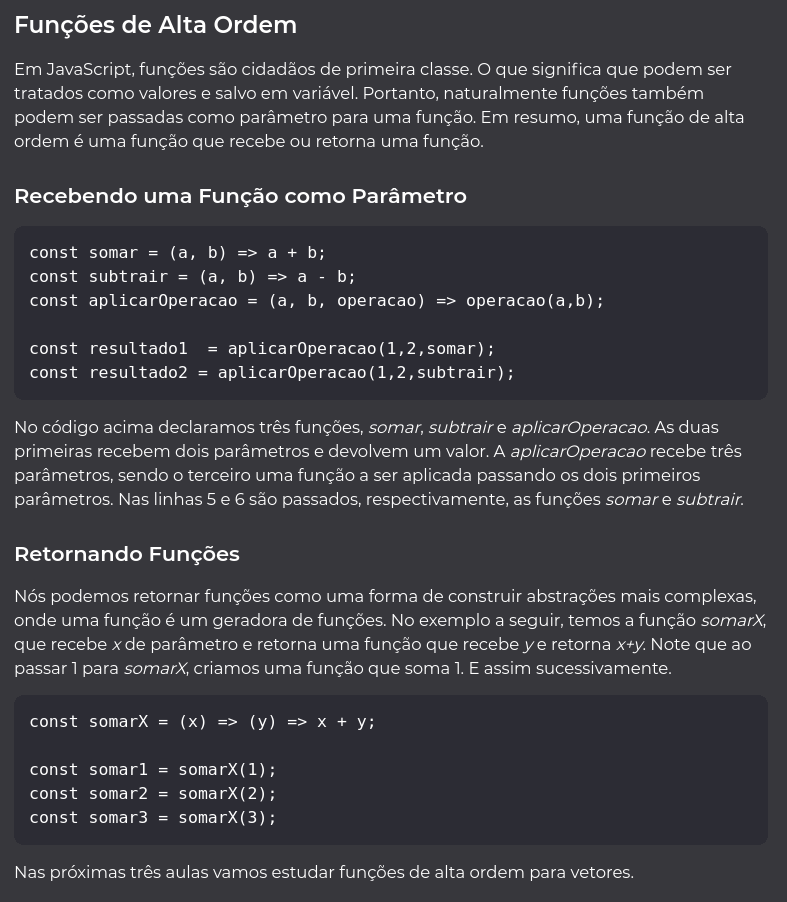 Funções de Alta Ordem
Em JavaScript, funções são cidadãos de primeira classe. O que significa que podem ser
tratados como valores e salvo em variável. Portanto, naturalmente funções também
podem ser passadas como parâmetro para uma função. Em resumo, uma função de alta
ordem é uma função que recebe ou retorna uma função.
Recebendo uma Função como Parâmetro
const somar = (a, b) => a + b;
const subtrair = (a, b) => a - b;
const aplicarOperacao = (a, b, operacao) => operacao(a,b);
const resultado1  = aplicarOperacao(1,2,somar);
const resultado2 = aplicarOperacao(1,2,subtrair);
No código acima declaramos três funções, somar, subtrair e aplicarOperacao. As duas
primeiras recebem dois parâmetros e devolvem um valor. A aplicarOperacao recebe três
parâmetros, sendo o terceiro uma função a ser aplicada passando os dois primeiros
parâmetros. Nas linhas 5 e 6 são passados, respectivamente, as funções somar e subtrair.
Retornando Funções
Nós podemos retornar funções como uma forma de construir abstrações mais complexas,
onde uma função é um geradora de funções. No exemplo a seguir, temos a função somarX,
que recebe x de parâmetro e retorna uma função que recebe y e retorna x+y. Note que ao
passar 1 para somarX, criamos uma função que soma 1. E assim sucessivamente.
const somarX = (x) => (y) => x + y;
const somar1 = somarX(1);
const somar2 = somarX(2);
const somar3 = somarX(3);
Nas próximas três aulas vamos estudar funções de alta ordem para vetores.